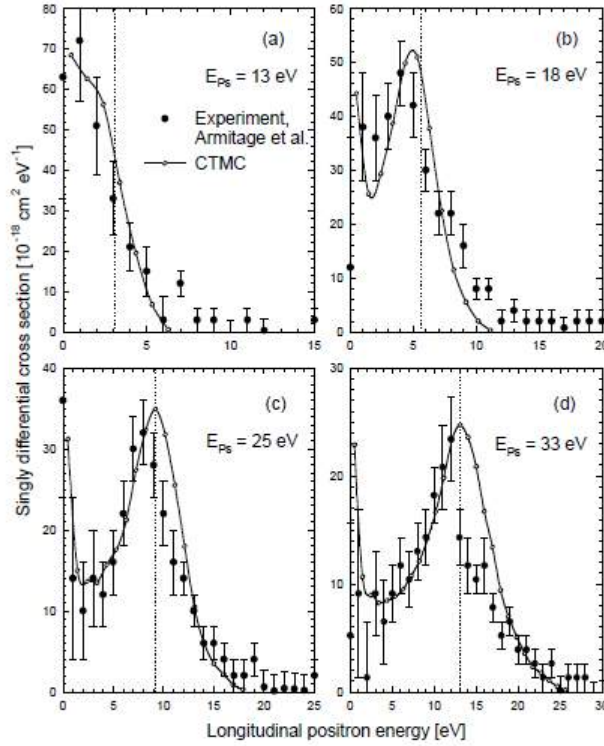 Singly differential cross section [10⁻¹⁸ cm² eV⁻¹]
80
70
60
50
40
30
20
10
0
0 5 10 15
(a)
E_Ps = 13 eV
Experiment,
Armitage et al.
CTMC
60
50
40
30
20
10
0
0 5 10 15 20
(b)
E_Ps = 18 eV
40
30
20
10
0
0 5 10 15 20 25
(c)
E_Ps = 25 eV
30
20
10
0
0 5 10 15 20 25 30
(d)
E_Ps = 33 eV
Longitudinal positron energy [eV]